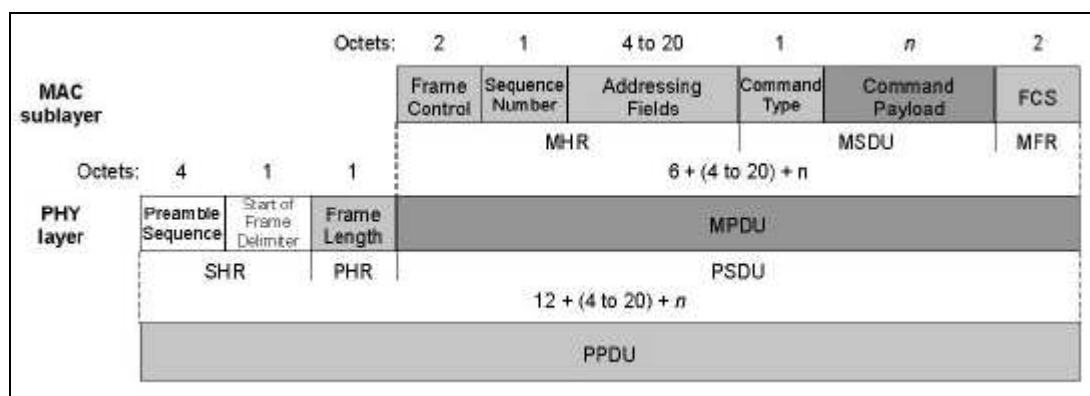 Octets: 2 1 4 to 20 1 n 2
MAC sublayer
Frame Control
Sequence Number
Addressing Fields
Command Type
Command Payload
FCS
MHR MSDU MFR
Octets: 4 1 1 6 + (4 to 20) + n
PHY layer
Preamble Sequence
Start of Frame Delimiter
Frame Length
MPDU
SHR PHR PSDU
12 + (4 to 20) + n
PPDU